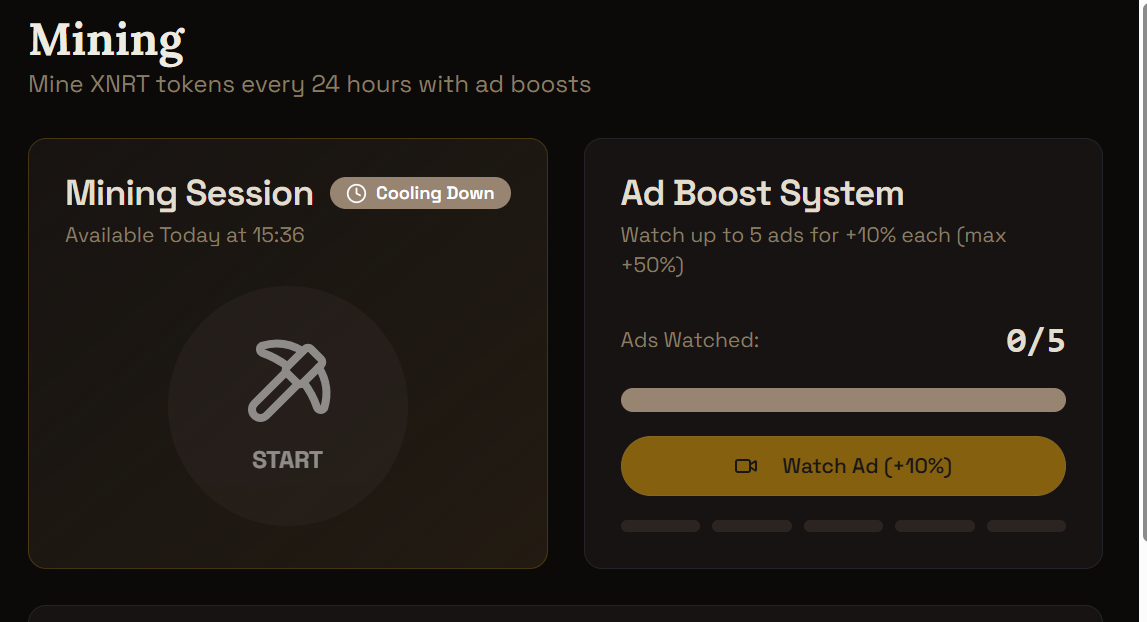 Mining
Mine XNRT tokens every 24 hours with ad boosts
Mining Session
Cooling Down
Available Today at 15:36
START
Ad Boost System
Watch up to 5 ads for +10% each (max
+50%)
Ads Watched:
0/5
Watch Ad (+10%)